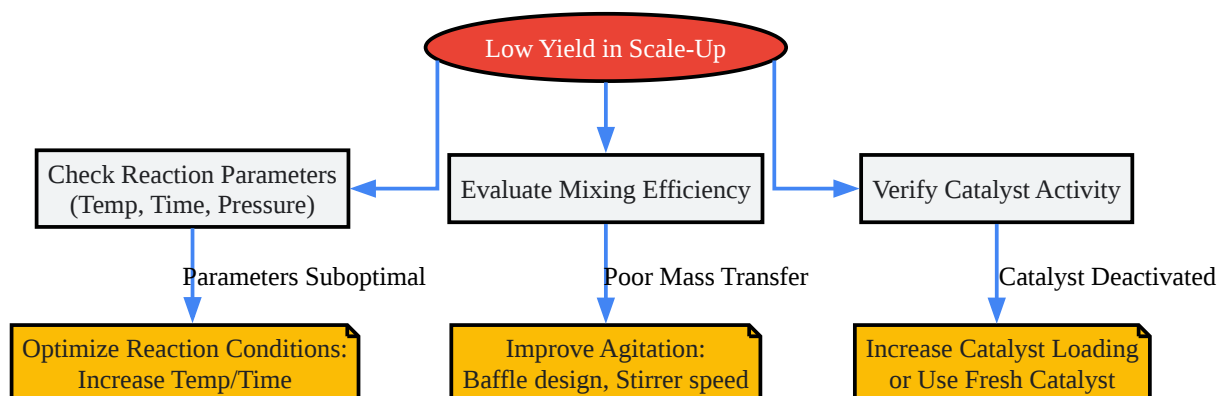 Low Yield in Scale-Up
Check Reaction Parameters
(Temp, Time, Pressure)
Evaluate Mixing Efficiency
Verify Catalyst Activity
Parameters Suboptimal
Poor Mass Transfer
Catalyst Deactivated
Optimize Reaction Conditions:
Increase Temp/Time
Improve Agitation:
Baffle design, Stirrer speed
Increase Catalyst Loading
or Use Fresh Catalyst